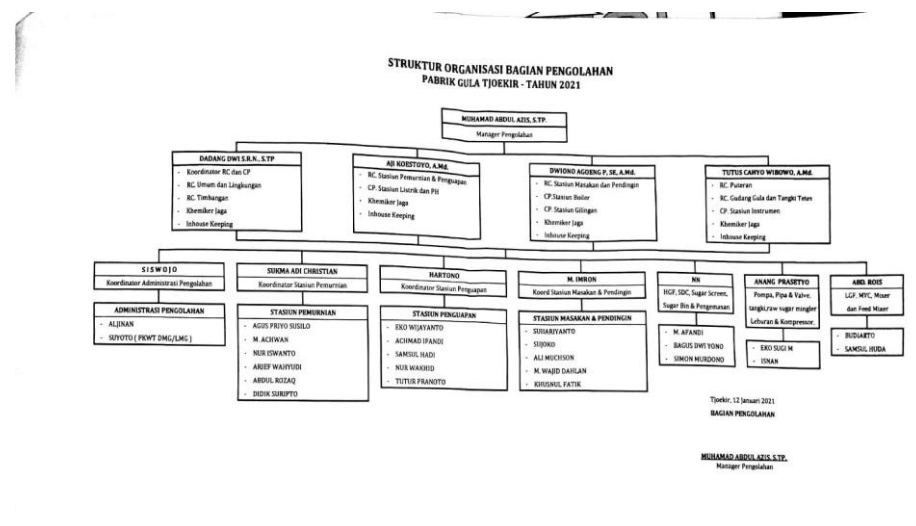 STRUKTUR ORGANISASI BAGIAN PENGOLAHAN
PABRIK GULA TJOEKIR - TAHUN 2021
MUHAMAD ABDUL AZIS, S.TP.
Manager Pengolahan
DADANG DWI S.R.N., S.TP
- Koordinator RC dan CP
- RC. Umum dan Lingkungan
- RC. Timbangan
- Khemiker Jaga
- Inhouse Keeping
AJI KOESTOYO, A.Md.
- RC. Stasiun Pemurnian & Penguapan
- CP. Stasiun Listrik dan PH
- Khemiker Jaga
- Inhouse Keeping
DWIONO AGOENG P, SE, A.Md.
- RC. Stasiun Masakan dan Pendingin
- CP.Stasiun Boiler
- CP. Stasiun Gilingan
- Khemiker Jaga
- Inhouse Keeping
TUTUS CAHYO WIBOWO, A.Md.
- RC. Puteran
- RC. Gudang Gula dan Tangki Tetes
- CP. Stasiun Instrumen
- Khemiker Jaga
- Inhouse Keeping
SISWOJO
Koordinator Administrasi Pengolahan
ADMINISTRASI PENGOLAHAN
- ALJINAN
- SUYOTO ( PKWT DMG/LMG )
SUKMA ADI CHRISTIAN
Koordinator Stasiun Pemurnian
STASIUN PEMURNIAN
- AGUS PRIYO SUSILO
- M. ACHWAN
- NUR ISWANTO
- ARIEF WAHYUDI
- ABDUL ROZAQ
- DIDIK SURIPTO
HARTONO
Koordinator Stasiun Penguapan
STASIUN PENGUAPAN
- EKO WIJAYANTO
- ACHMAD IPANDI
- SAMSUL HADI
- NUR WAKHID
- TUTUR PRANOTO
M. IMRON
Koord Stasiun Masakan & Pendingin
STASIUN MASAKAN & PENDINGIN
- SUHARIYANTO
- SUJOKO
- ALI MUCHSON
- M. WAJID DAHLAN
- KHUSNUL FATIK
NN
HGF, SDC, Sugar Screen,
Sugar Bin & Pengemasan
- M. AFANDI
- BAGUS DWI YONO
- SIMON MURDONO
ANANG PRASETYO
Pompa, Pipa & Valve.
tangki,raw sugar mingler
Leburan & Kompressor.
- EKO SUGI M
- ISNAN
ABD. ROIS
LGF, MYC, Mixer
dan Feed Mixer
- BUDIARTO
- SAMSUL HUDA
Tjoekir, 12 Januari 2021
BAGIAN PENGOLAHAN
MUHAMAD ABDUL AZIS, S.TP.
Manager Pengolahan